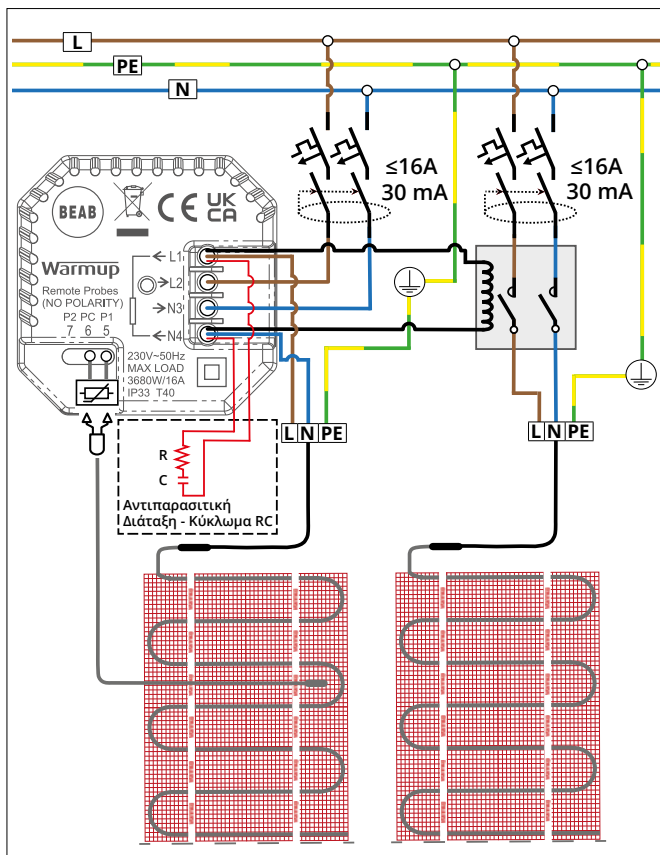 L
PE
N
≤16A
30 mA
≤16A
30 mA
BEAB
CE UK CA
Warmup
Remote Probes
(NO POLARITY)
P2 PC P1
7 6 5
L1
L2
N3
N4
230V~50Hz
MAX LOAD
3680W/16A
IP33 T40
L N PE
L N PE
R
C
Αντιπαρασιτική
Διάταξη - Κύκλωμα RC